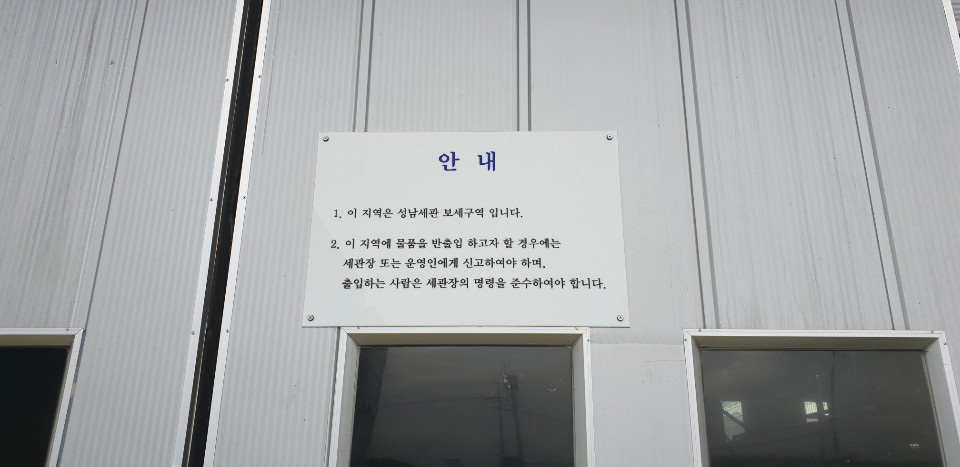 안 내
1. 이 지역은 성남세관 보세구역 입니다.
2. 이 지역에 물품을 반출입 하고자 할 경우에는
세관장 또는 운영인에게 신고하여야 하며,
출입하는 사람은 세관장의 명령을 준수하여야 합니다.